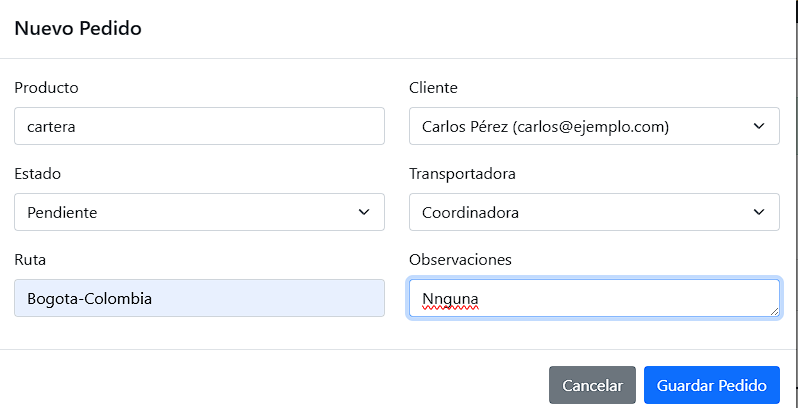 Nuevo Pedido
Producto
Cliente
cartera
Carlos Pérez (carlos@ejemplo.com)
Estado
Transportadora
Pendiente
Coordinadora
Ruta
Observaciones
Bogota-Colombia
Nnguna
Cancelar
Guardar Pedido